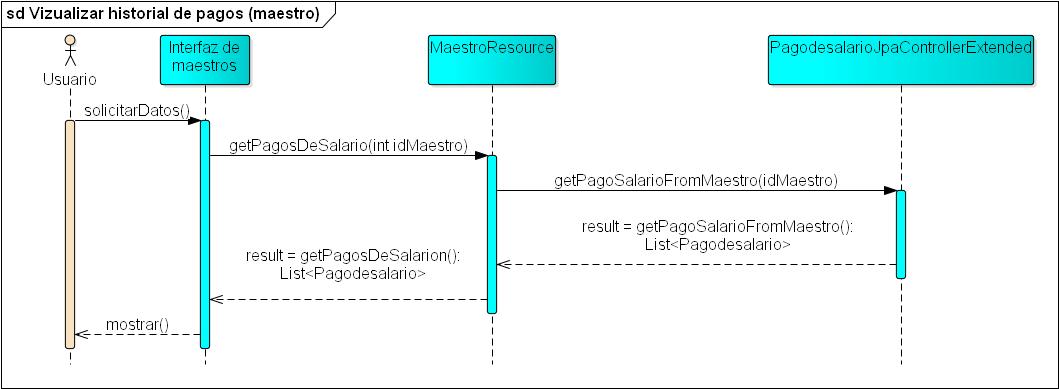 sd Vizualizar historial de pagos (maestro)
Usuario
Interfaz de
maestros
MaestroResource
PagodesalarioJpaControllerExtended
solicitarDatos()
getPagosDeSalario(int idMaestro)
getPagoSalarioFromMaestro(idMaestro)
result = getPagoSalarioFromMaestro():
List<Pagodesalario>
result = getPagosDeSalarion():
List<Pagodesalario>
mostrar()